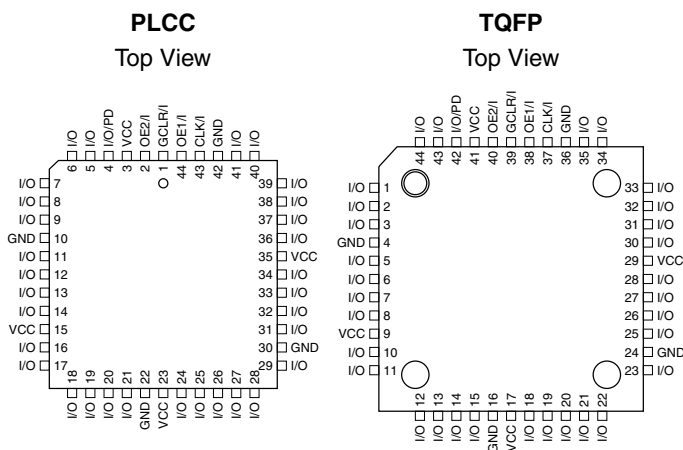 PLCC
Top View
I/O I/O I/O/PD VCC OE2/I GCLR/I OE1/I CLK/I GND I/O I/O
6 5 4 3 2 1 44 43 42 41 40
I/O 7 39 I/O
I/O 8 38 I/O
I/O 9 37 I/O
GND 10 36 I/O
I/O 11 35 VCC
I/O 12 34 I/O
I/O 13 33 I/O
I/O 14 32 I/O
VCC 15 31 I/O
I/O 16 30 GND
I/O 17 29 I/O
18 19 20 21 22 23 24 25 26 27 28
I/O I/O I/O I/O GND VCC I/O I/O I/O I/O I/O
TQFP
Top View
I/O I/O I/O/PD VCC OE2/I GCLR/I OE1/I CLK/I GND I/O I/O
44 43 42 41 40 39 38 37 36 35 34
I/O 1 33 I/O
I/O 2 32 I/O
I/O 3 31 I/O
GND 4 30 I/O
I/O 5 29 VCC
I/O 6 28 I/O
I/O 7 27 I/O
I/O 8 26 I/O
VCC 9 25 I/O
I/O 10 24 GND
I/O 11 23 I/O
12 13 14 15 16 17 18 19 20 21 22
I/O I/O I/O I/O GND VCC I/O I/O I/O I/O I/O